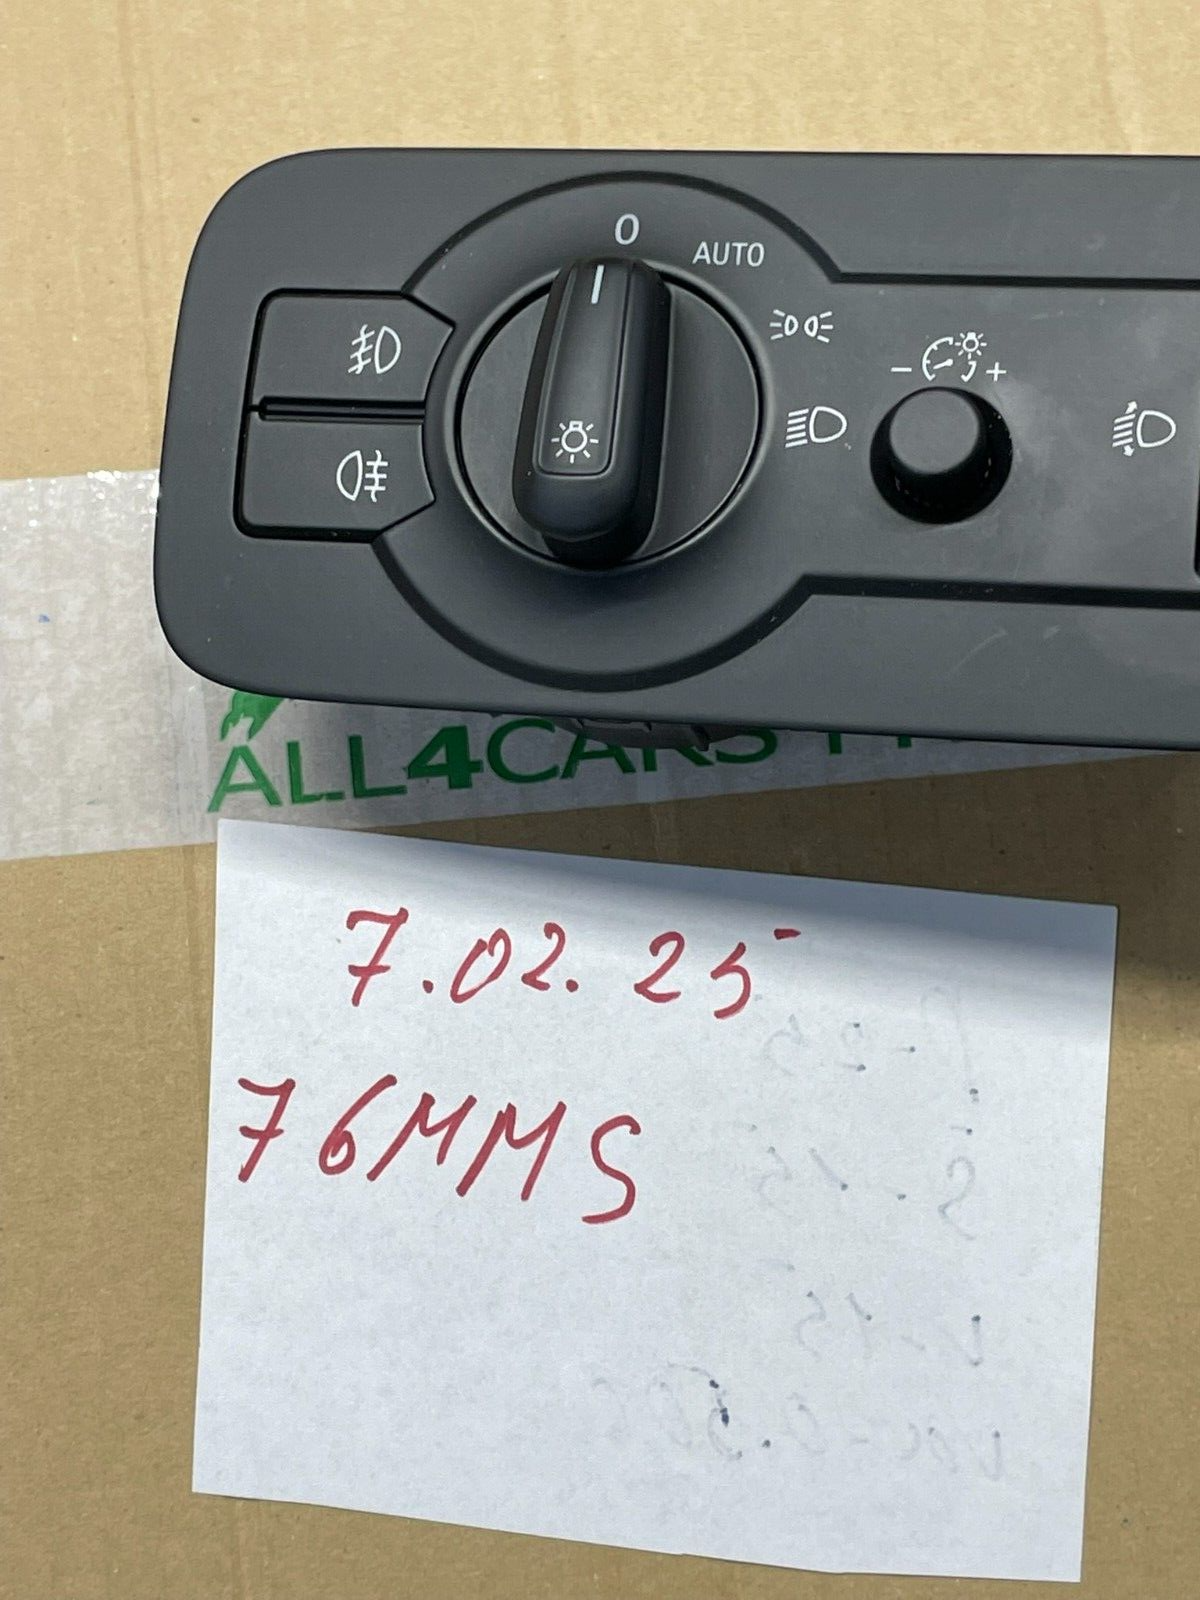 0
AUTO
- +
ALL4CARS
7.02.25
76MMS